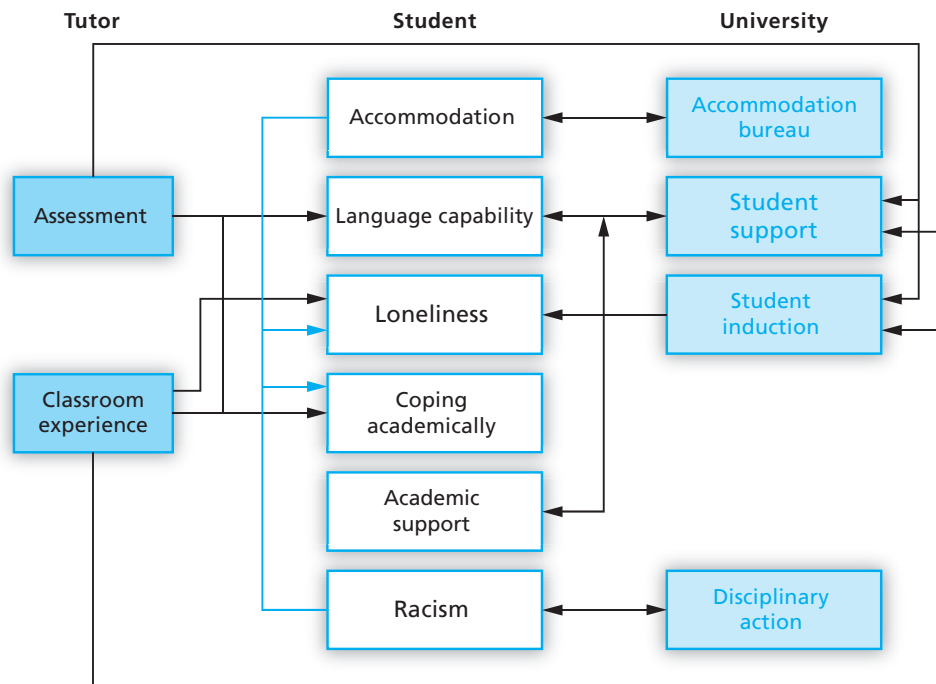 Tutor
Student
University
Accommodation
Accommodation
bureau
Assessment
Language capability
Student
support
Loneliness
Student
induction
Classroom
experience
Coping
academically
Academic
support
Racism
Disciplinary
action